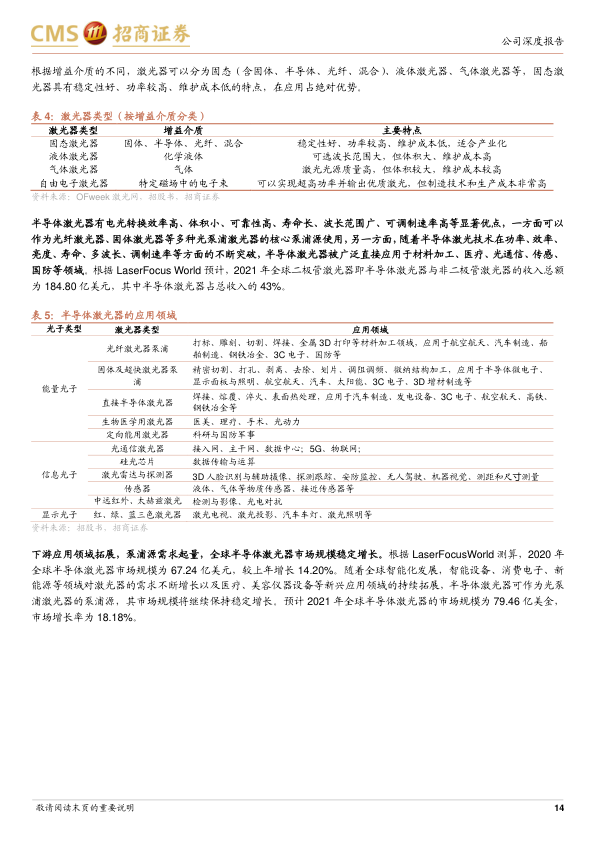 CMS 招商证券
公司深度报告
根据增益介质的不同，激光器可以分为固态（含固体、半导体、光纤、混合）、液体激光器、气体激光器等，固态激
光器具有稳定性好、功率较高、维护成本低的特点，在应用占绝对优势。
表 4：激光器类型（按增益介质分类）
激光器类型 增益介质 主要特点
固态激光器 固体、半导体、光纤、混合 稳定性好、功率较高、维护成本低，适合产业化
液体激光器 化学液体 可选波长范围大，但体积大、维护成本高
气体激光器 气体 激光光源质量高，但体积较大、维护成本较高
自由电子激光器 特定磁场中的电子束 可以实现超高功率并输出优质激光，但制造技术和生产成本非常高
资料来源：OFweek 激光网，招股书，招商证券
半导体激光器有电光转换效率高、体积小、可靠性高、寿命长、波长范围广、可调制速率高等显著优点，一方面可以
作为光纤激光器、固体激光器等多种光泵浦激光器的核心泵浦源使用，另一方面，随着半导体激光技术在功率、效率、
亮度、寿命、多波长、调制速率等方面的不断突破，半导体激光器被广泛直接应用于材料加工、医疗、光通信、传感、
国防等领域。根据 LaserFocus World 预计，2021 年全球二极管激光器即半导体激光器与非二极管激光器的收入总额
为 184.80 亿美元，其中半导体激光器占总收入的 43%。
表 5：半导体激光器的应用领域
光子类型 激光器类型 应用领域
光纤激光器泵浦 打标、雕刻、切割、焊接、金属 3D 打印等材料加工领域，应用于航空航天、汽车制造、船
舶制造、钢铁冶金、3C 电子、国防等
固体及超快激光器泵
浦 精密切割、打孔、剥离、去除、划片、调阻调频、微纳结构加工，应用于半导体微电子、
显示面板与照明、航空航天、汽车、太阳能、3C 电子、3D 增材制造等
能量光子
直接半导体激光器 焊接、熔覆、淬火、表面热处理，应用于汽车制造、发电设备、3C 电子、航空航天、高铁、
钢铁冶金等
生物医学用激光器 医美、理疗、手术、光动力
定向能用激光器 科研与国防军事
光通信激光器 接入网、主干网、数据中心；5G、物联网；
硅光芯片 数据传输与运算
信息光子 激光雷达与探测器 3D 人脸识别与辅助摄像、探测跟踪、安防监控、无人驾驶、机器视觉、测距和尺寸测量
传感器 液体、气体等物质传感器、接近传感器等
中远红外、太赫兹激光 检测与影像、光电对抗
显示光子 红、绿、蓝三色激光器 激光电视、激光投影、汽车车灯、激光照明等
资料来源：招股书，招商证券
下游应用领域拓展，泵浦源需求起量，全球半导体激光器市场规模稳定增长。根据 LaserFocusWorld 测算，2020 年
全球半导体激光器市场规模为 67.24 亿美元，较上年增长 14.20%。随着全球智能化发展，智能设备、消费电子、新
能源等领域对激光器的需求不断增长以及医疗、美容仪器设备等新兴应用领域的持续拓展，半导体激光器可作为光泵
浦激光器的泵浦源，其市场规模将继续保持稳定增长。预计 2021 年全球半导体激光器的市场规模为 79.46 亿美金，
市场增长率为 18.18%。
敬请阅读末页的重要说明
14